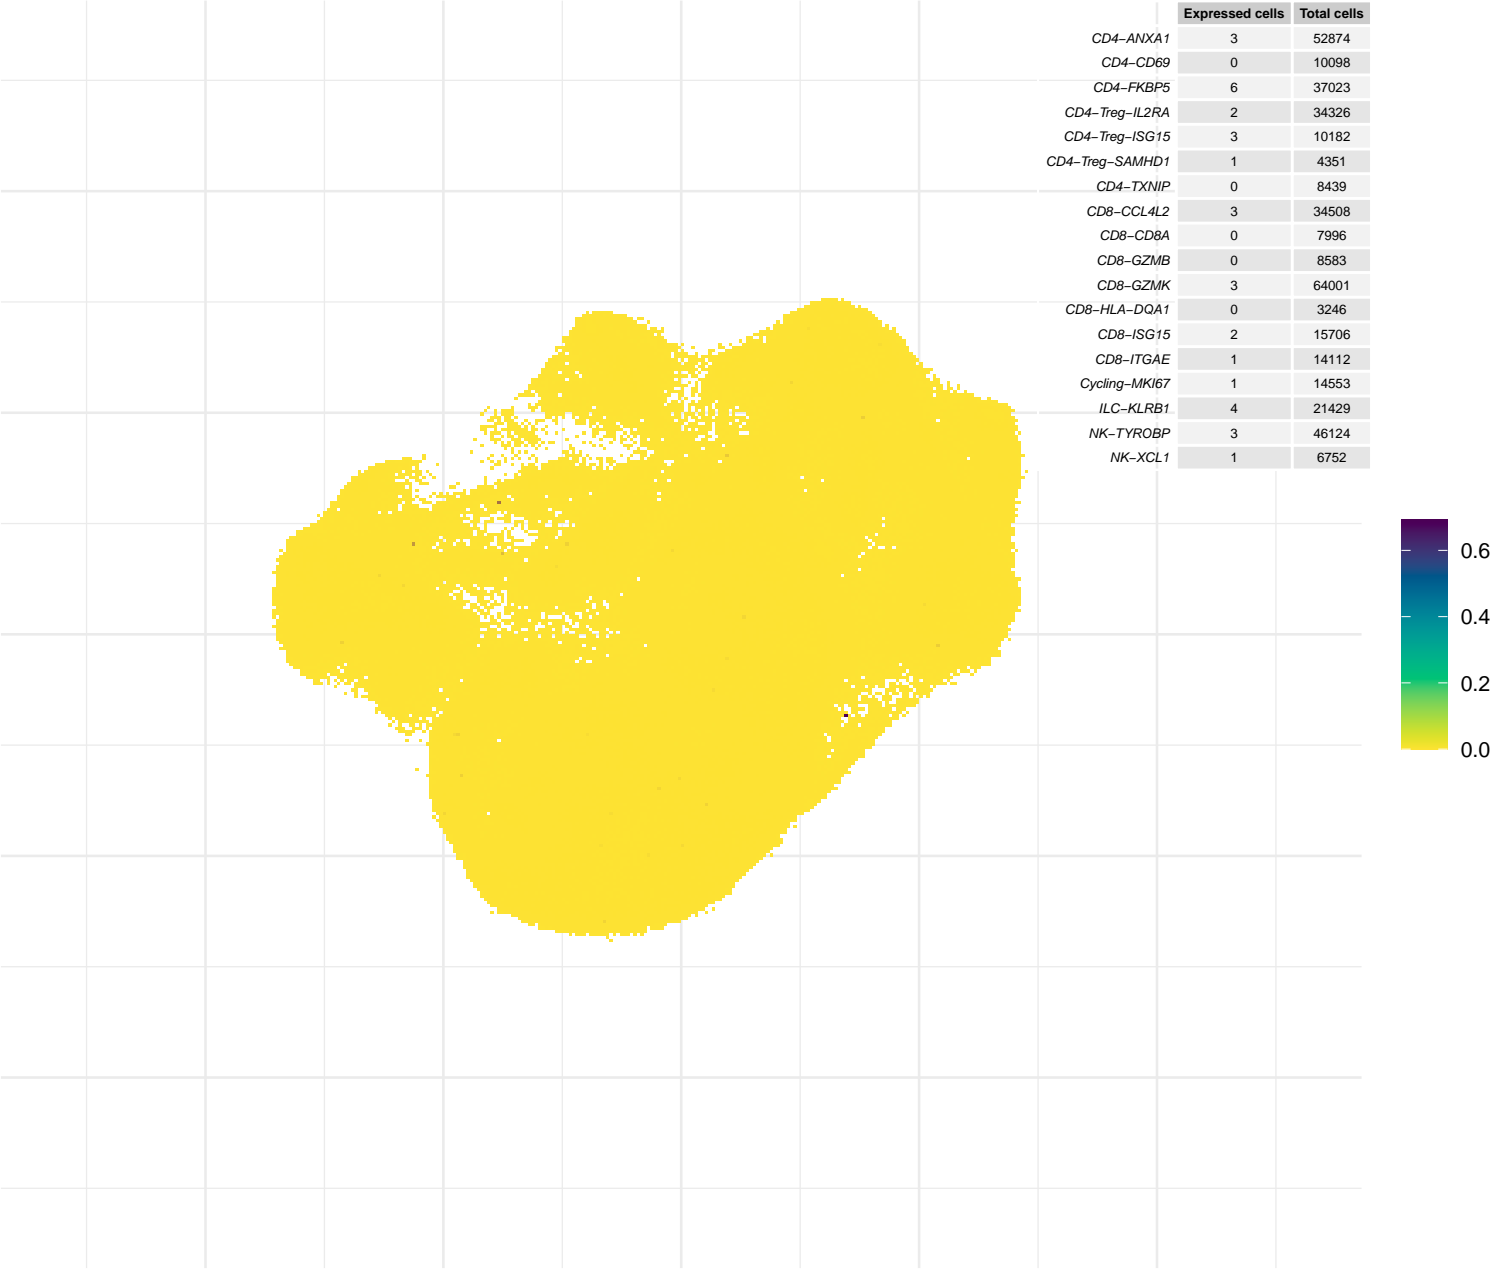 Expressed cells Total cells
CD4−ANXA1 3 52874
CD4−CD69 0 10098
CD4−FKBP5 6 37023
CD4−Treg−IL2RA 2 34326
CD4−Treg−ISG15 3 10182
CD4−Treg−SAMHD1 1 4351
CD4−TXNIP 0 8439
CD8−CCL4L2 3 34508
CD8−CD8A 0 7996
CD8−GZMB 0 8583
CD8−GZMK 3 64001
CD8−HLA−DQA1 0 3246
CD8−ISG15 2 15706
CD8−ITGAE 1 14112
Cycling−MKI67 1 14553
ILC−KLRB1 4 21429
NK−TYROBP 3 46124
NK−XCL1 1 6752
0.6
0.4
0.2
0.0